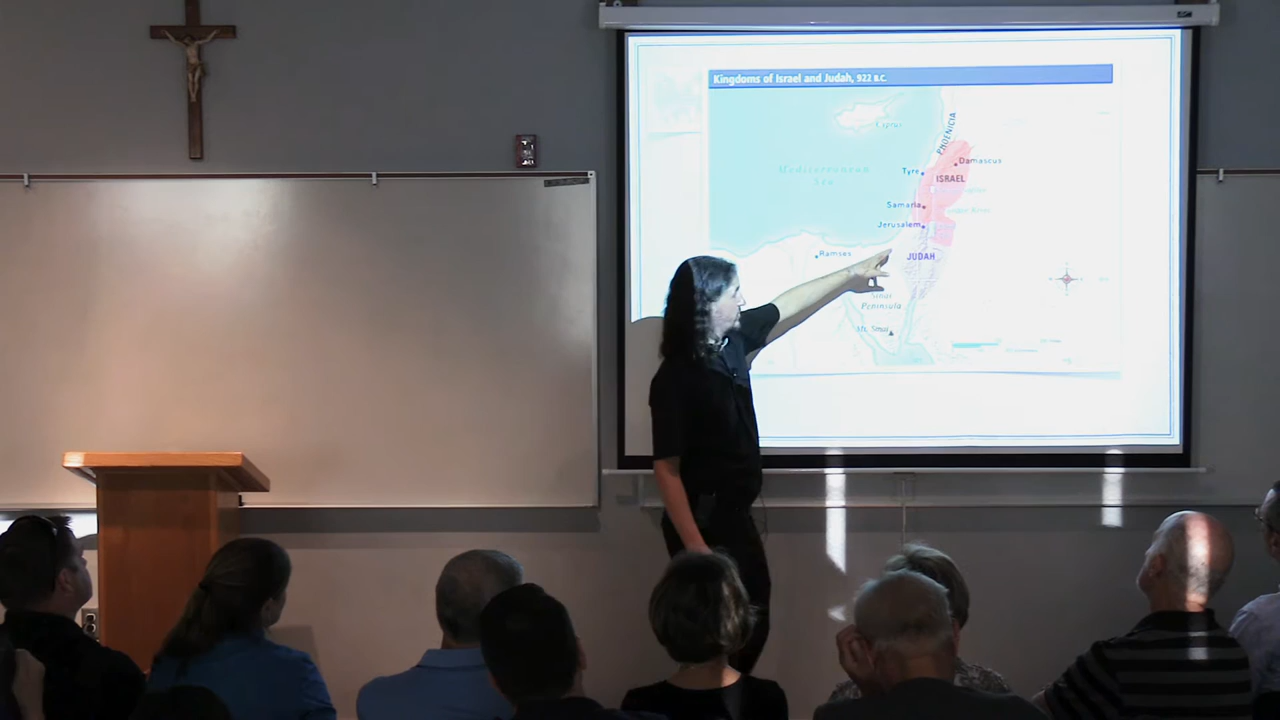 Kingdoms of Israel and Judah, 922 B.C.
Cyprus
PHOENICIA
Mediterranean
Sea
Damascus
Tyre
ISRAEL
Samaria
Jerusalem
Ramses
JUDAH
Sinai
Peninsula
Mt. Sinai